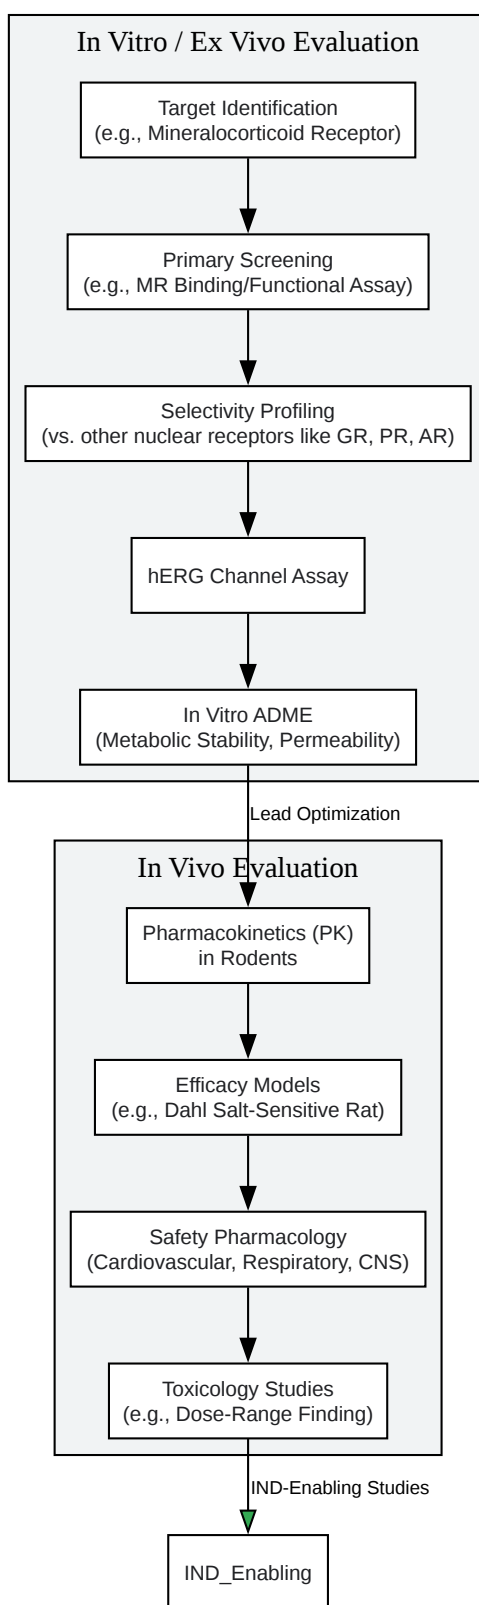 In Vitro / Ex Vivo Evaluation
Target Identification
(e.g., Mineralocorticoid Receptor)
Primary Screening
(e.g., MR Binding/Functional Assay)
Selectivity Profiling
(vs. other nuclear receptors like GR, PR, AR)
hERG Channel Assay
In Vitro ADME
(Metabolic Stability, Permeability)
Lead Optimization
In Vivo Evaluation
Pharmacokinetics (PK)
in Rodents
Efficacy Models
(e.g., Dahl Salt-Sensitive Rat)
Safety Pharmacology
(Cardiovascular, Respiratory, CNS)
Toxicology Studies
(e.g., Dose-Range Finding)
IND-Enabling Studies
IND_Enabling